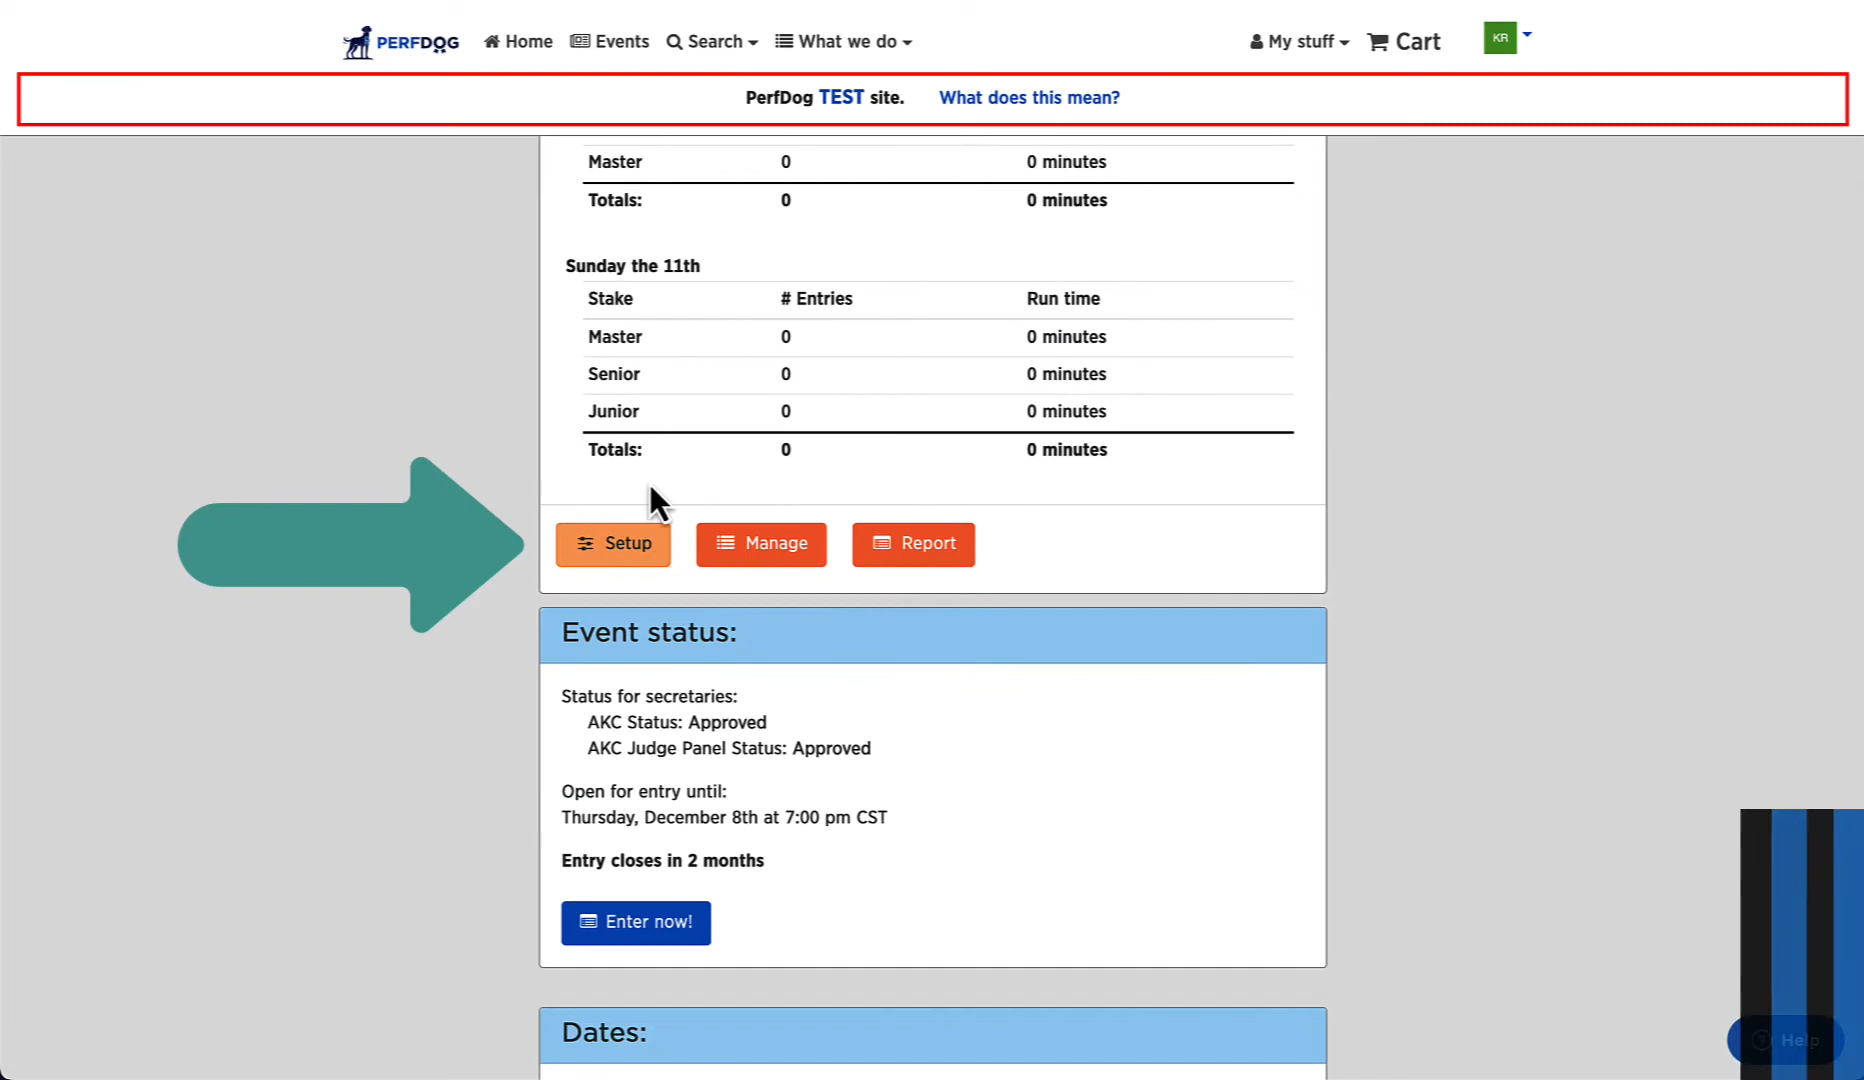 PERFDOG Home Events Search What we do My stuff Cart KR
PerfDog TEST site. What does this mean?
Master 0 0 minutes
Totals: 0 0 minutes
Sunday the 11th
Stake # Entries Run time
Master 0 0 minutes
Senior 0 0 minutes
Junior 0 0 minutes
Totals: 0 0 minutes
Setup Manage Report
Event status:
Status for secretaries:
AKC Status: Approved
AKC Judge Panel Status: Approved
Open for entry until:
Thursday, December 8th at 7:00 pm CST
Entry closes in 2 months
Enter now!
Dates:
Help